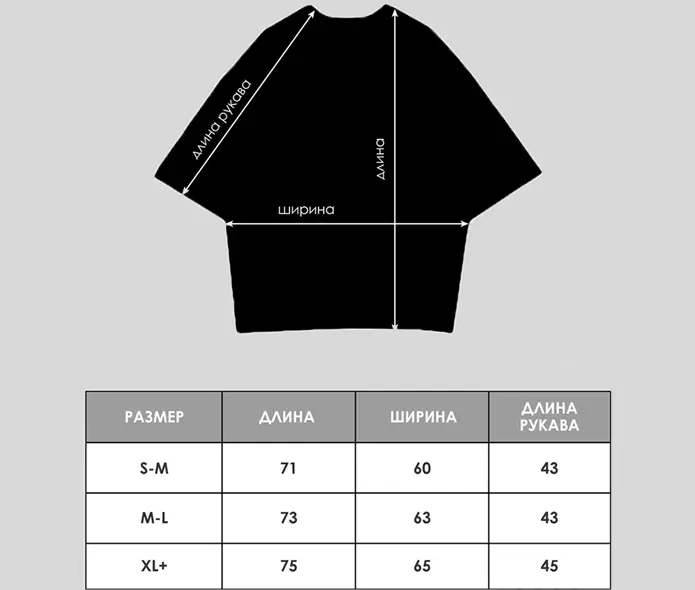 длина рукава
длина
ширина
РАЗМЕР ДЛИНА ШИРИНА ДЛИНА РУКАВА
S-M 71 60 43
M-L 73 63 43
XL+ 75 65 45